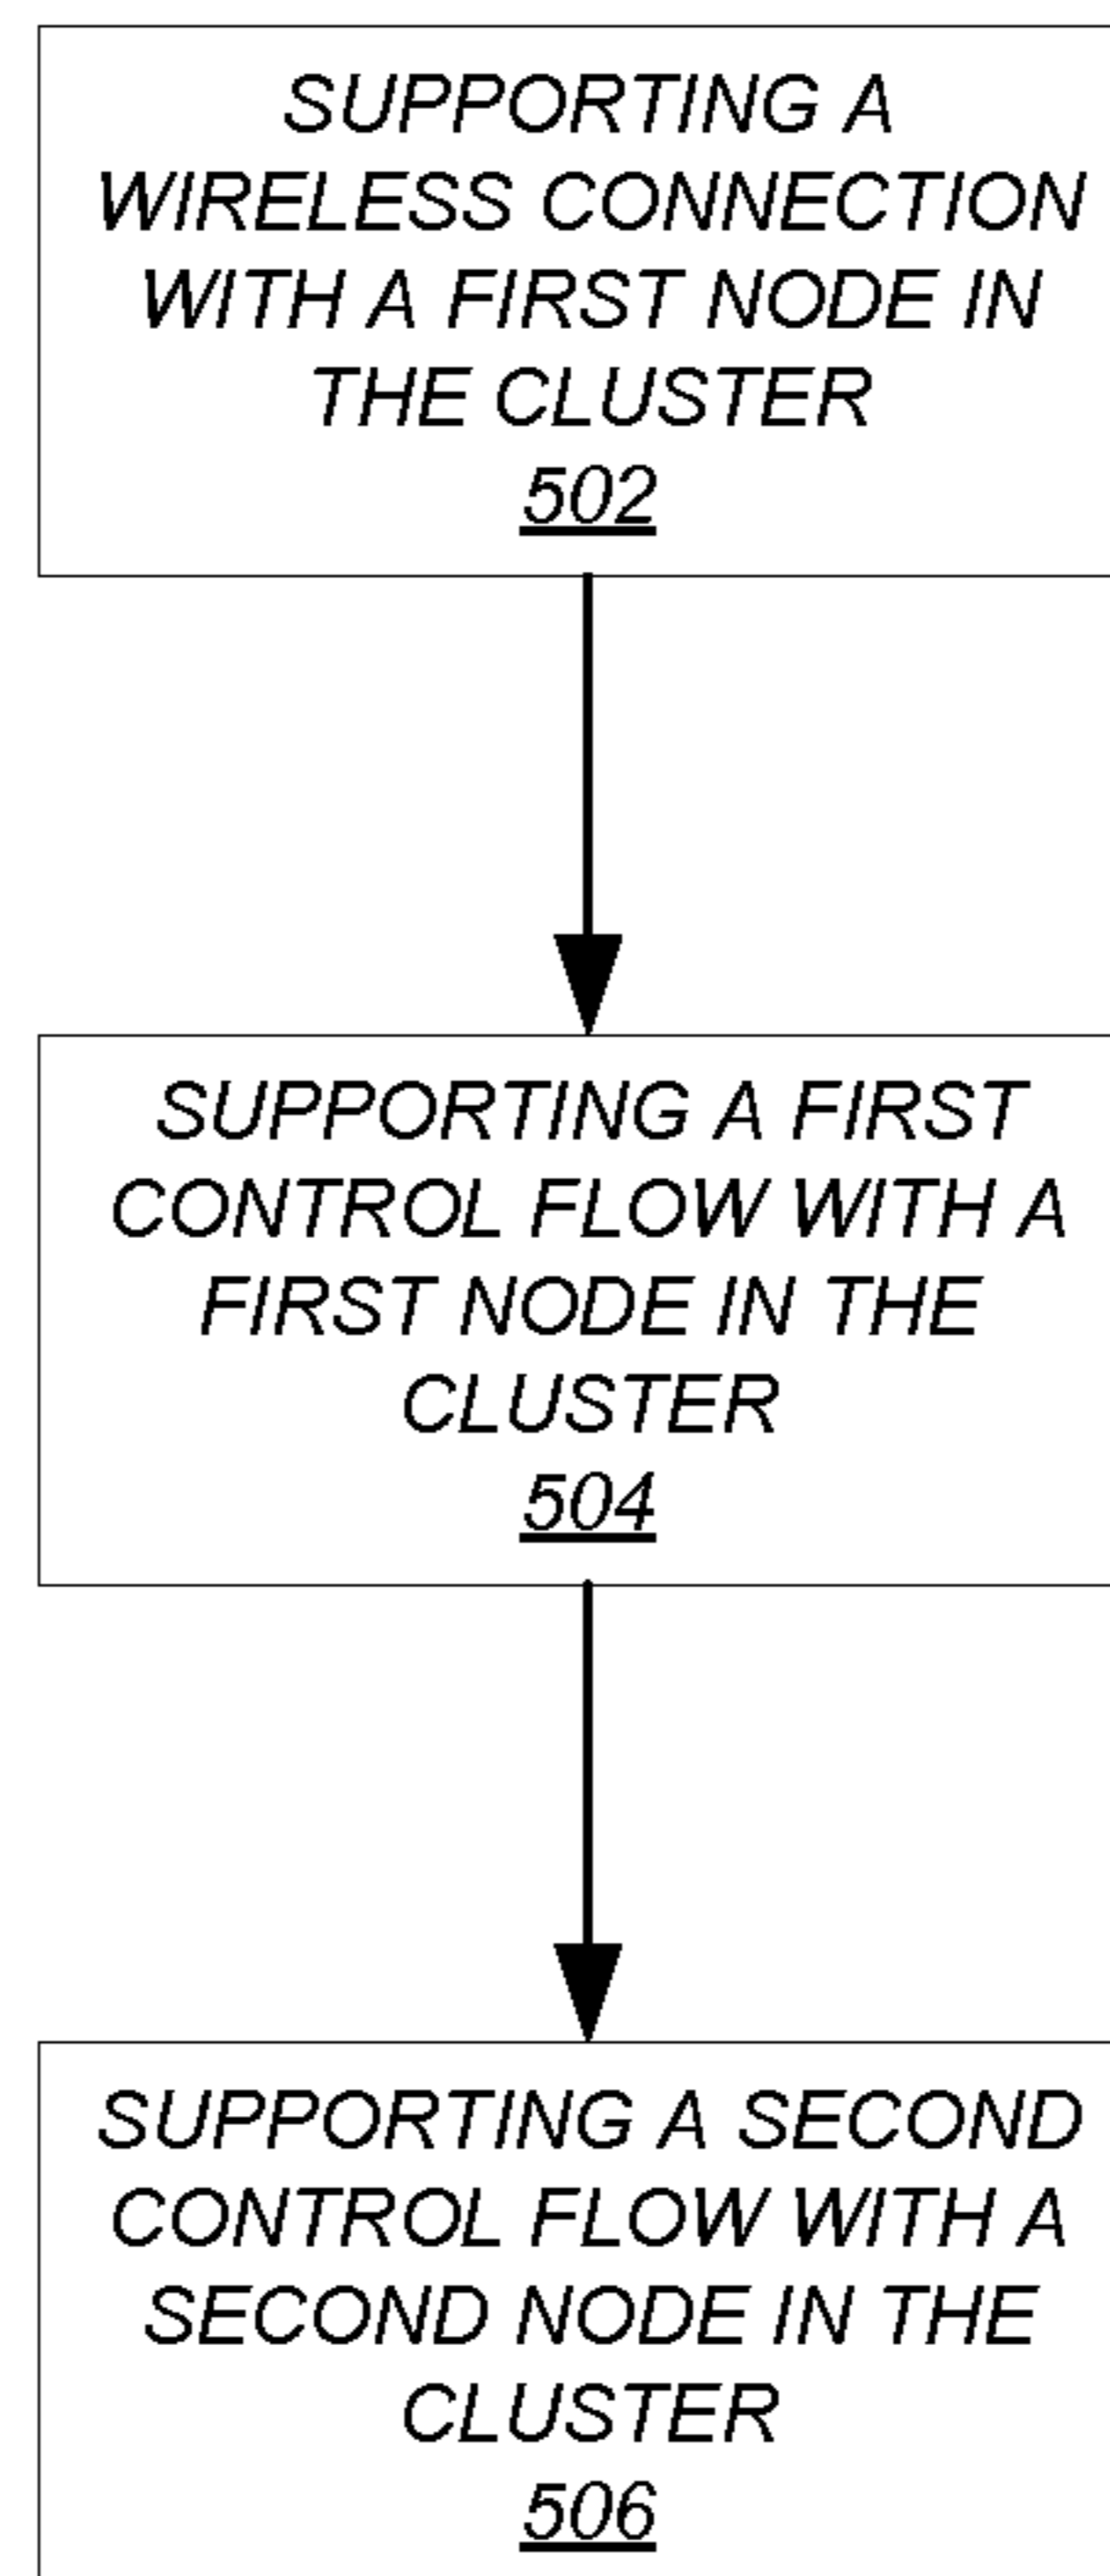 SUPPORTING A
WIRELESS CONNECTION
WITH A FIRST NODE IN
THE CLUSTER
502
SUPPORTING A FIRST
CONTROL FLOW WITH A
FIRST NODE IN THE
CLUSTER
504
SUPPORTING A SECOND
CONTROL FLOW WITH A
SECOND NODE IN THE
CLUSTER
506